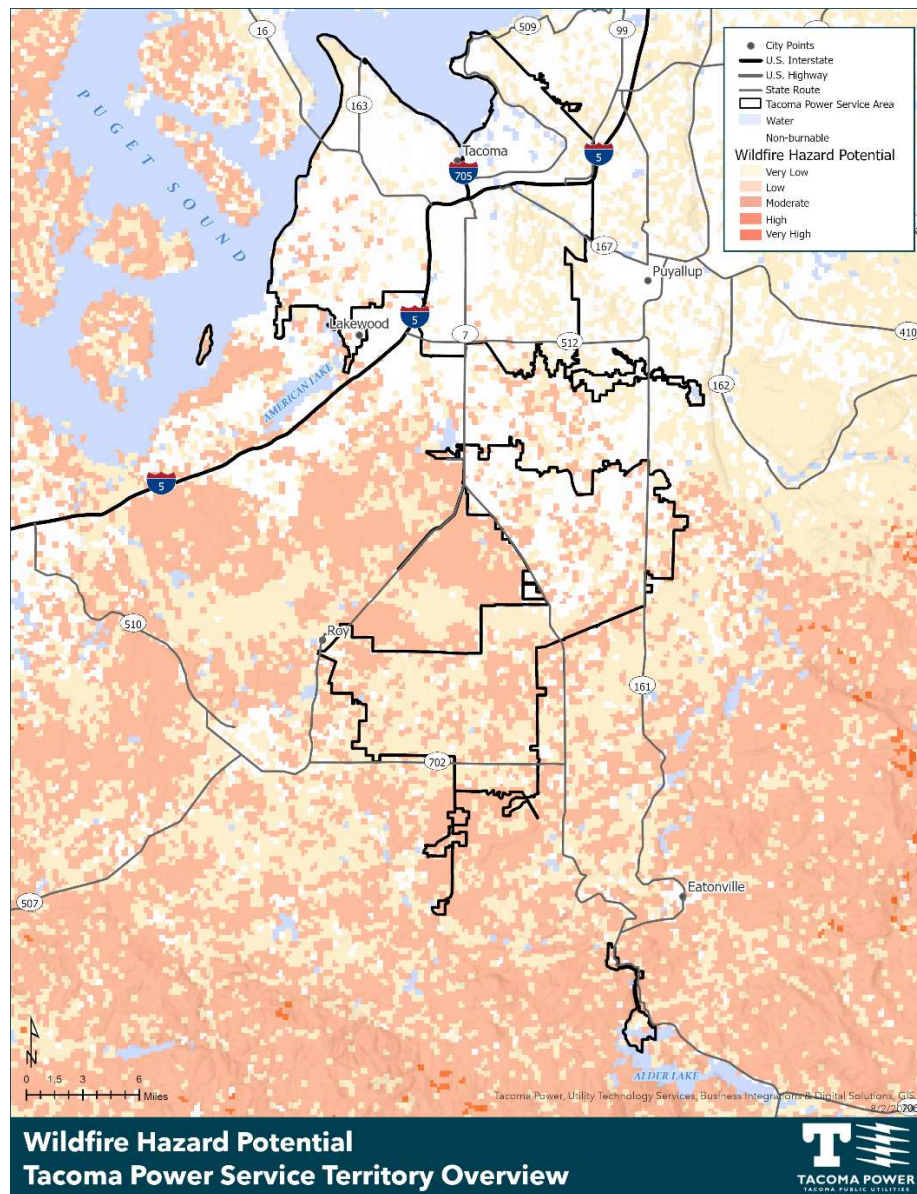 16
509
99
163
PUGET SOUND
Tacoma
705
5
167
Puyallup
Lakewood
5
7
512
410
162
AMERICAN LAKE
5
510
Roy
161
702
507
Eatonville
ALDER LAKE
City Points
U.S. Interstate
U.S. Highway
State Route
Tacoma Power Service Area
Water
Non-burnable
Wildfire Hazard Potential
Very Low
Low
Moderate
High
Very High
N
0 1.5 3 6
Miles
Tacoma Power, Utility Technology Services, Business Integrations & Digital Solutions, GIS
Wildfire Hazard Potential
Tacoma Power Service Territory Overview
TACOMA POWER
TACOMA PUBLIC UTILITIES